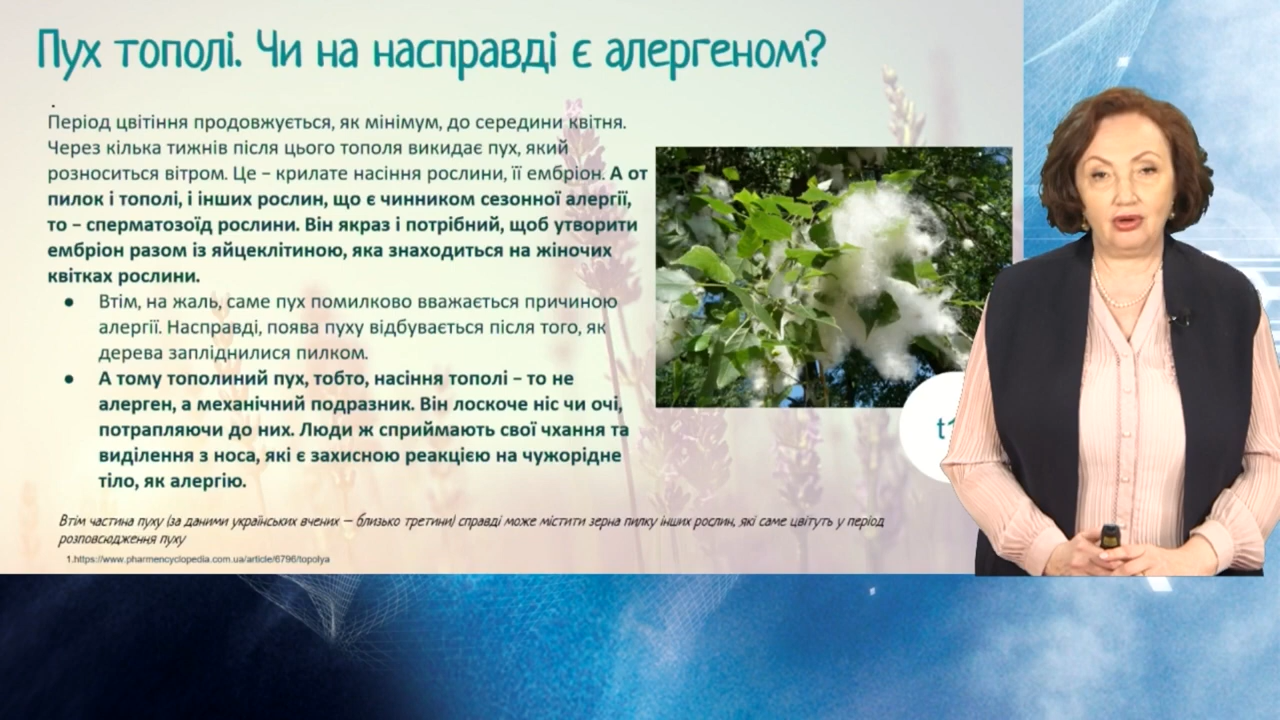 Пух тополі. Чи на насправді є алергеном?
Період цвітіння продовжується, як мінімум, до середини квітня.
Через кілька тижнів після цього тополя викидає пух, який
розноситься вітром. Це – крилате насіння рослини, її ембріон. А от
пилок і тополі, і інших рослин, що є чинником сезонної алергії,
то – сперматозоїд рослини. Він якраз і потрібний, щоб утворити
ембріон разом із яйцеклітиною, яка знаходиться на жіночих
квітках рослини.
● Втім, на жаль, саме пух помилково вважається причиною
алергії. Насправді, поява пуху відбувається після того, як
дерева запліднилися пилком.
● А тому тополиний пух, тобто, насіння тополі – то не
алерген, а механічний подразник. Він лоскоче ніс чи очі,
потрапляючи до них. Люди ж сприймають свої чхання та
виділення з носа, які є захисною реакцією на чужорідне
тіло, як алергію.
Втім частина пуху (за даними українських вчених – близько третини) справді може містити зерна пилку інших рослин, які саме цвітуть у період
розповсюдження пуху
1.https://www.pharmencyclopedia.com.ua/article/6796/topolya